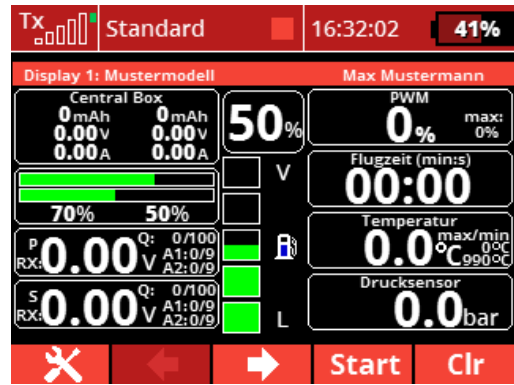 Tx Standard 16:32:02 41%
Display 1: Mustermodell Max Mustermann
Central Box
0mAh 0mAh
0.00V 0.00V
0.00A 0.00A
70% 50%
P RX: 0.00V Q: 0/100 A1: 0/9 A2: 0/9
S RX: 0.00V Q: 0/100 A1: 0/9 A2: 0/9
50%
V
L
PWM
0% max: 0%
Flugzeit (min:s)
00:00
Temperatur
0.0°C max/min 0°C 990°C
Drucksensor
0.0bar
Start Clr